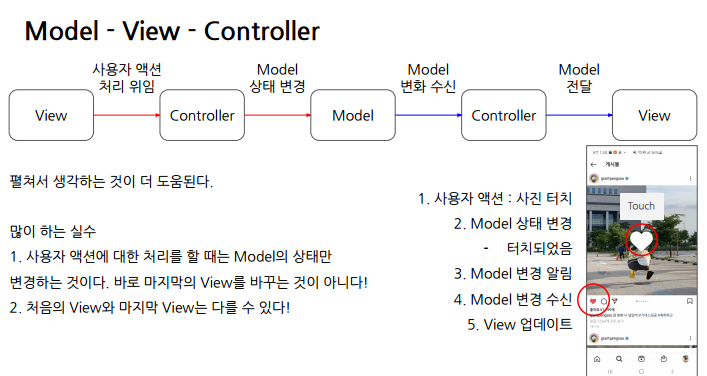 Model - View - Controller
사용자 액션
처리 위임
Model
상태 변경
Model
변화 수신
Model
전달
View
Controller
Model
Controller
View
펼쳐서 생각하는 것이 더 도움된다.
많이 하는 실수
1. 사용자 액션에 대한 처리를 할 때는 Model의 상태만
변경하는 것이다. 바로 마지막의 View를 바꾸는 것이 아니다!
2. 처음의 View와 마지막 View는 다를 수 있다!
1. 사용자 액션 : 사진 터치
2. Model 상태 변경
- 터치되었음
3. Model 변경 알림
4. Model 변경 수신
5. View 업데이트
게시물
giantpengsoo
Touch
giantpengsoo